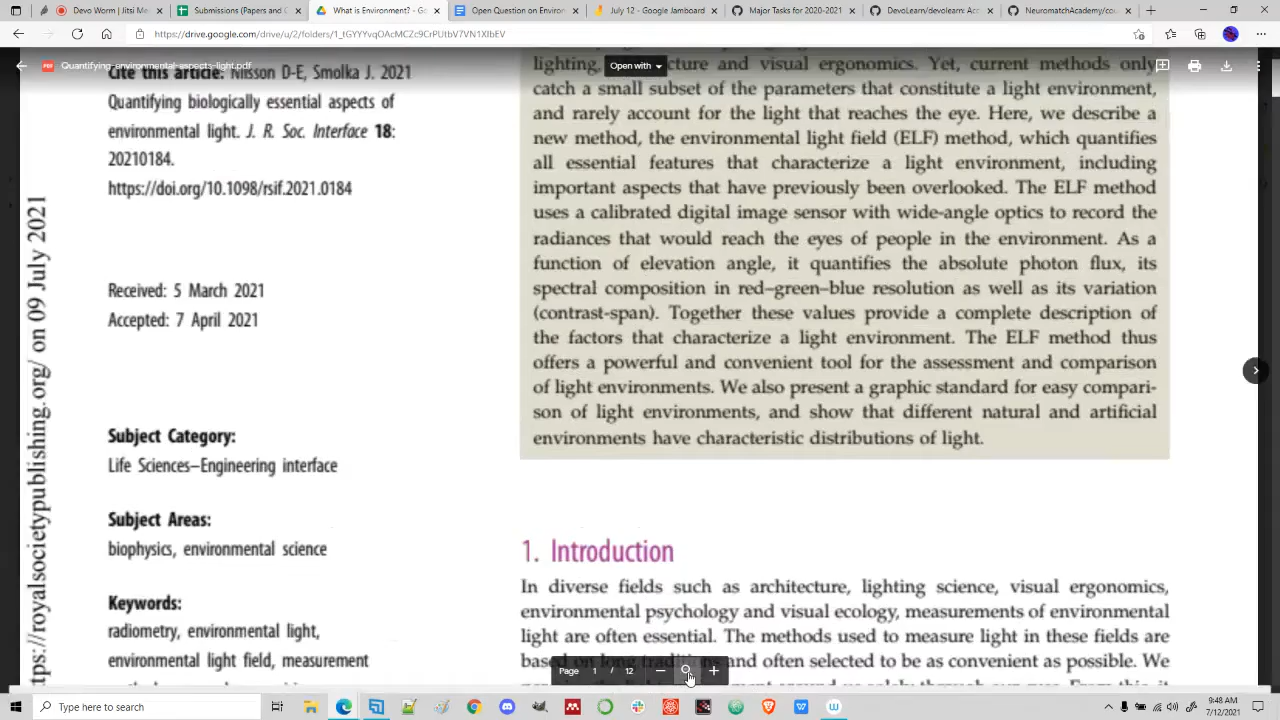 Devo Worm | Jitsi Me
Submissions (Papers and C
What is Environment? - Go
Open Question on Enviror
July 12 - Google Jamboard
Major Tasks for 2020-2021
DevoLearn/devolearn: Acc
NeuromatchAcademy/cou
https://drive.google.com/drive/u/2/folders/1_tGYYYvqOAcMCZc9CrPUtbV7VN1XIbEV
Quantifying-environmental-aspects-light.pdf
Open with
Cite this article: Nilsson D-E, Smolka J. 2021
Quantifying biologically essential aspects of
environmental light. J. R. Soc. Interface 18:
20210184.
https://doi.org/10.1098/rsif.2021.0184
Received: 5 March 2021
Accepted: 7 April 2021
Subject Category:
Life Sciences–Engineering interface
Subject Areas:
biophysics, environmental science
Keywords:
radiometry, environmental light,
environmental light field, measurement
ttps://royalsocietypublishing.org/ on 09 July 2021
lighting, cture and visual ergonomics. Yet, current methods only
catch a small subset of the parameters that constitute a light environment,
and rarely account for the light that reaches the eye. Here, we describe a
new method, the environmental light field (ELF) method, which quantifies
all essential features that characterize a light environment, including
important aspects that have previously been overlooked. The ELF method
uses a calibrated digital image sensor with wide-angle optics to record the
radiances that would reach the eyes of people in the environment. As a
function of elevation angle, it quantifies the absolute photon flux, its
spectral composition in red–green–blue resolution as well as its variation
(contrast-span). Together these values provide a complete description of
the factors that characterize a light environment. The ELF method thus
offers a powerful and convenient tool for the assessment and comparison
of light environments. We also present a graphic standard for easy compari-
son of light environments, and show that different natural and artificial
environments have characteristic distributions of light.
1. Introduction
In diverse fields such as architecture, lighting science, visual ergonomics,
environmental psychology and visual ecology, measurements of environmental
light are often essential. The methods used to measure light in these fields are
based on long traditions and often selected to be as convenient as possible. We
Page 1 / 12
Type here to search
9:48 AM
7/12/2021